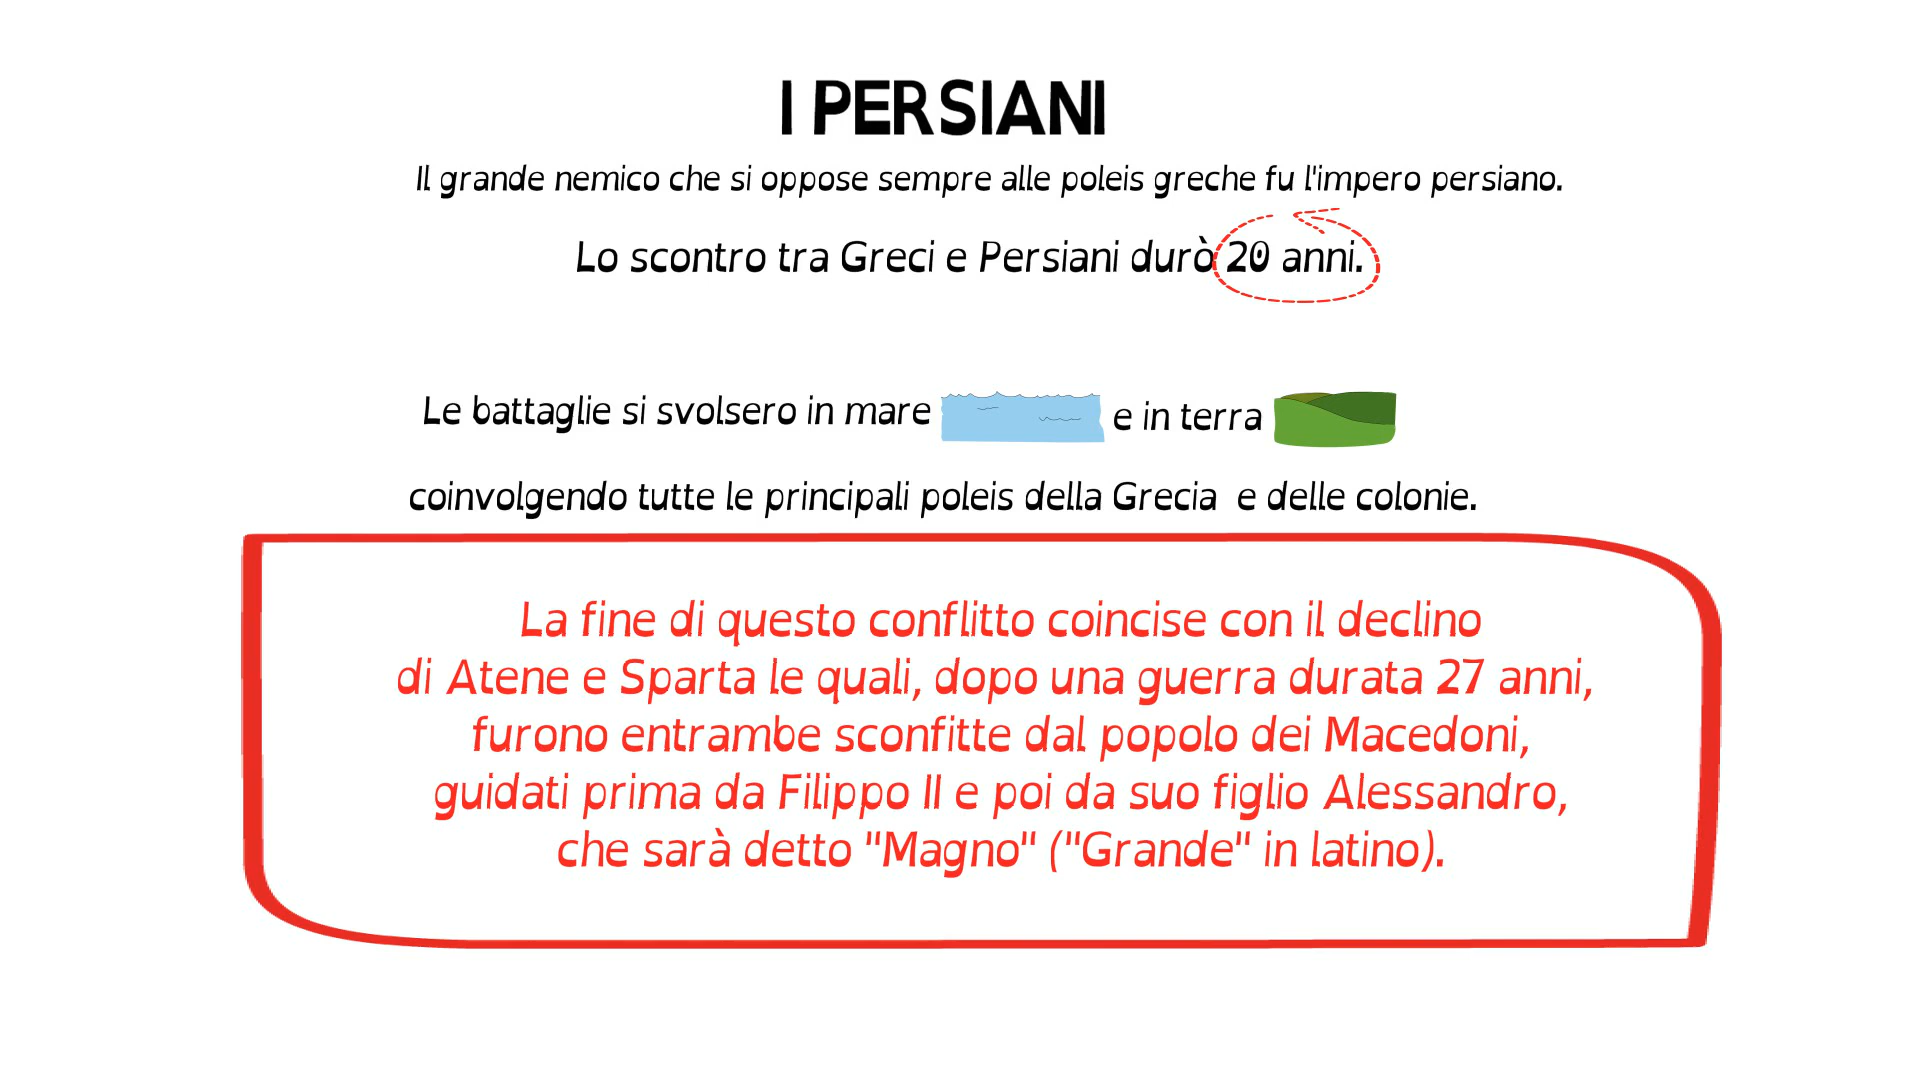 I PERSIANI
Il grande nemico che si oppose sempre alle poleis greche fu l'impero persiano.
Lo scontro tra Greci e Persiani durò 20 anni.
Le battaglie si svolsero in mare e in terra
coinvolgendo tutte le principali poleis della Grecia e delle colonie.
La fine di questo conflitto coincise con il declino
di Atene e Sparta le quali, dopo una guerra durata 27 anni,
furono entrambe sconfitte dal popolo dei Macedoni,
guidati prima da Filippo II e poi da suo figlio Alessandro,
che sarà detto "Magno" ("Grande" in latino).